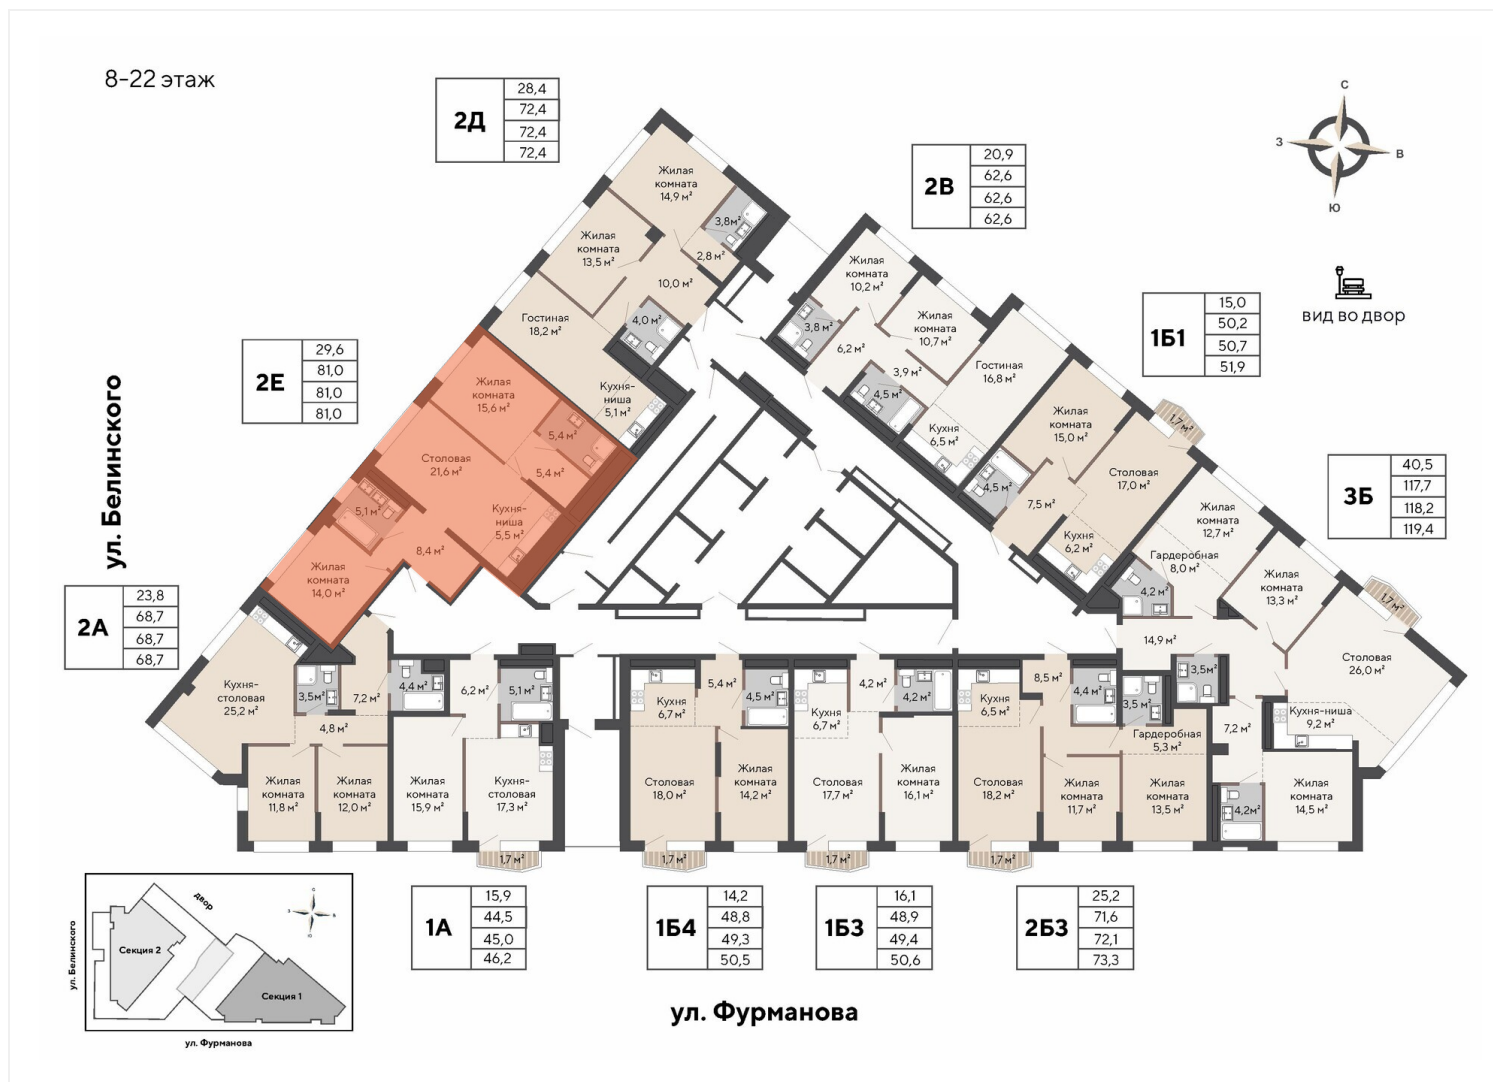 8-22 этаж
2Д
28,4
72,4
72,4
72,4
2В
20,9
62,6
62,6
62,6
С
З
В
Ю
вид во двор
1Б1
15,0
50,2
50,7
51,9
2Е
29,6
81,0
81,0
81,0
3Б
40,5
117,7
118,2
119,4
2А
23,8
68,7
68,7
68,7
ул. Белинского
Жилая
комната
14,9 м²
3,8м²
2,8 м²
Жилая
комната
13,5 м²
10,0 м²
Гостиная
18,2 м²
4,0 м²
Кухня-
ниша
5,1 м²
Жилая
комната
15,6 м²
5,4 м²
5,4 м²
Столовая
21,6 м²
Кухня-
ниша
5,5 м²
5,1 м²
8,4 м²
Жилая
комната
14,0 м²
Жилая
комната
10,2 м²
3,8 м²
6,2 м²
Жилая
комната
10,7 м²
3,9 м²
4,5 м²
Гостиная
16,8 м²
Кухня
6,5 м²
Жилая
комната
15,0 м²
1,7 м²
Столовая
17,0 м²
4,5 м²
7,5 м²
Кухня
6,2 м²
Жилая
комната
12,7 м²
Гардеробная
8,0 м²
4,2 м²
Жилая
комната
13,3 м²
1,7 м²
14,9 м²
3,5м²
Столовая
26,0 м²
Кухня-ниша
9,2 м²
7,2 м²
4,2м²
Жилая
комната
14,5 м²
Кухня-
столовая
25,2 м²
3,5м²
7,2 м²
4,4 м²
4,8 м²
Жилая
комната
11,8 м²
Жилая
комната
12,0 м²
6,2 м²
5,1 м²
Жилая
комната
15,9 м²
Кухня-
столовая
17,3 м²
1,7 м²
5,4 м²
4,5 м²
Кухня
6,7 м²
Столовая
18,0 м²
Жилая
комната
14,2 м²
1,7 м²
4,2 м²
4,2 м²
Кухня
6,7 м²
Столовая
17,7 м²
Жилая
комната
16,1 м²
1,7 м²
8,5 м²
4,4 м²
Кухня
6,5 м²
3,5 м²
Гардеробная
5,3 м²
Столовая
18,2 м²
Жилая
комната
11,7 м²
Жилая
комната
13,5 м²
1,7 м²
1А
15,9
44,5
45,0
46,2
1Б4
14,2
48,8
49,3
50,5
1Б3
16,1
48,9
49,4
50,6
2Б3
25,2
71,6
72,1
73,3
ул. Фурманова
двор
С
З
В
Ю
Секция 2
Секция 1
ул. Белинского
ул. Фурманова